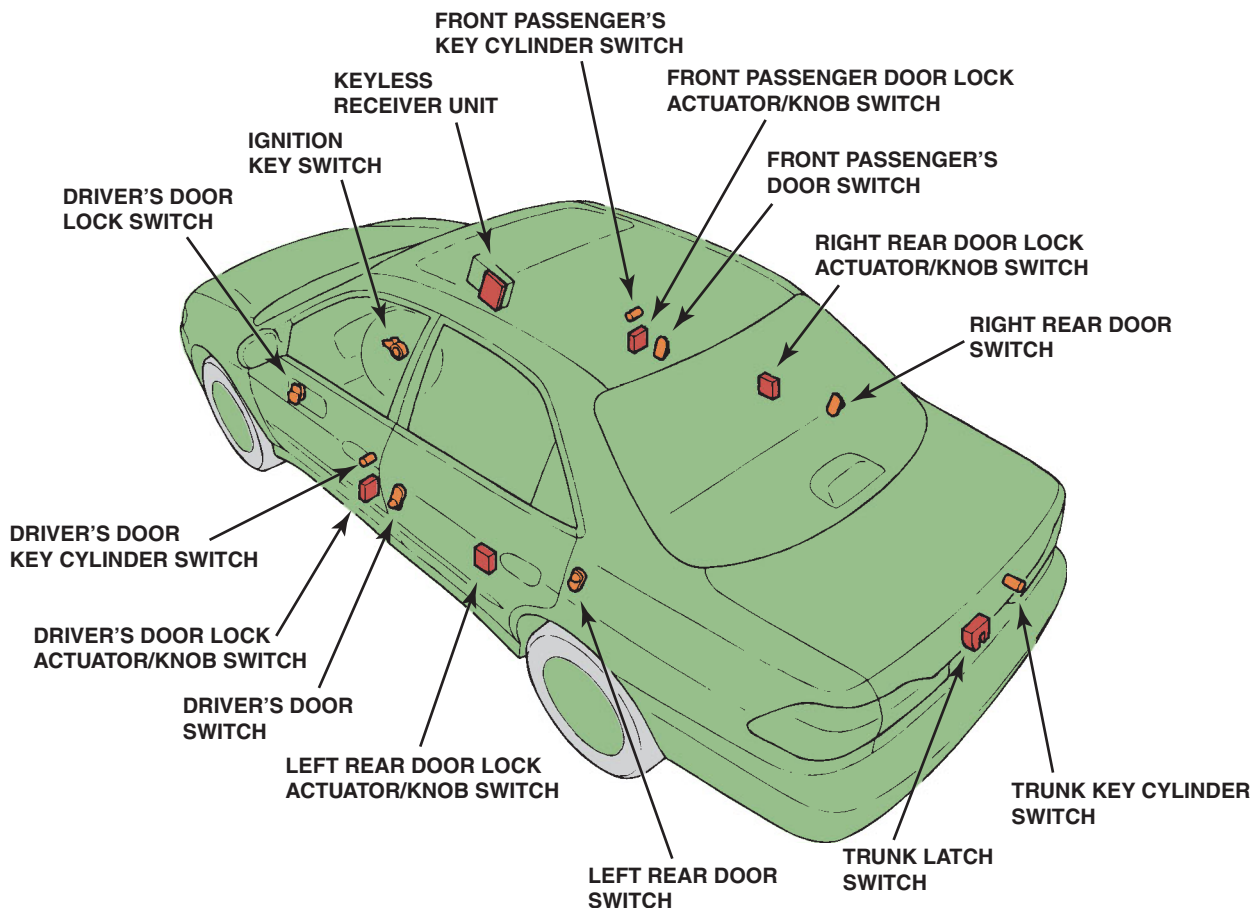 FRONT PASSENGER'S
KEY CYLINDER SWITCH
FRONT PASSENGER DOOR LOCK
ACTUATOR/KNOB SWITCH
KEYLESS
RECEIVER UNIT
IGNITION
KEY SWITCH
FRONT PASSENGER'S
DOOR SWITCH
DRIVER'S DOOR
LOCK SWITCH
RIGHT REAR DOOR LOCK
ACTUATOR/KNOB SWITCH
RIGHT REAR DOOR
SWITCH
DRIVER'S DOOR
KEY CYLINDER SWITCH
DRIVER'S DOOR LOCK
ACTUATOR/KNOB SWITCH
DRIVER'S DOOR
SWITCH
LEFT REAR DOOR LOCK
ACTUATOR/KNOB SWITCH
TRUNK KEY CYLINDER
SWITCH
TRUNK LATCH
SWITCH
LEFT REAR DOOR
SWITCH